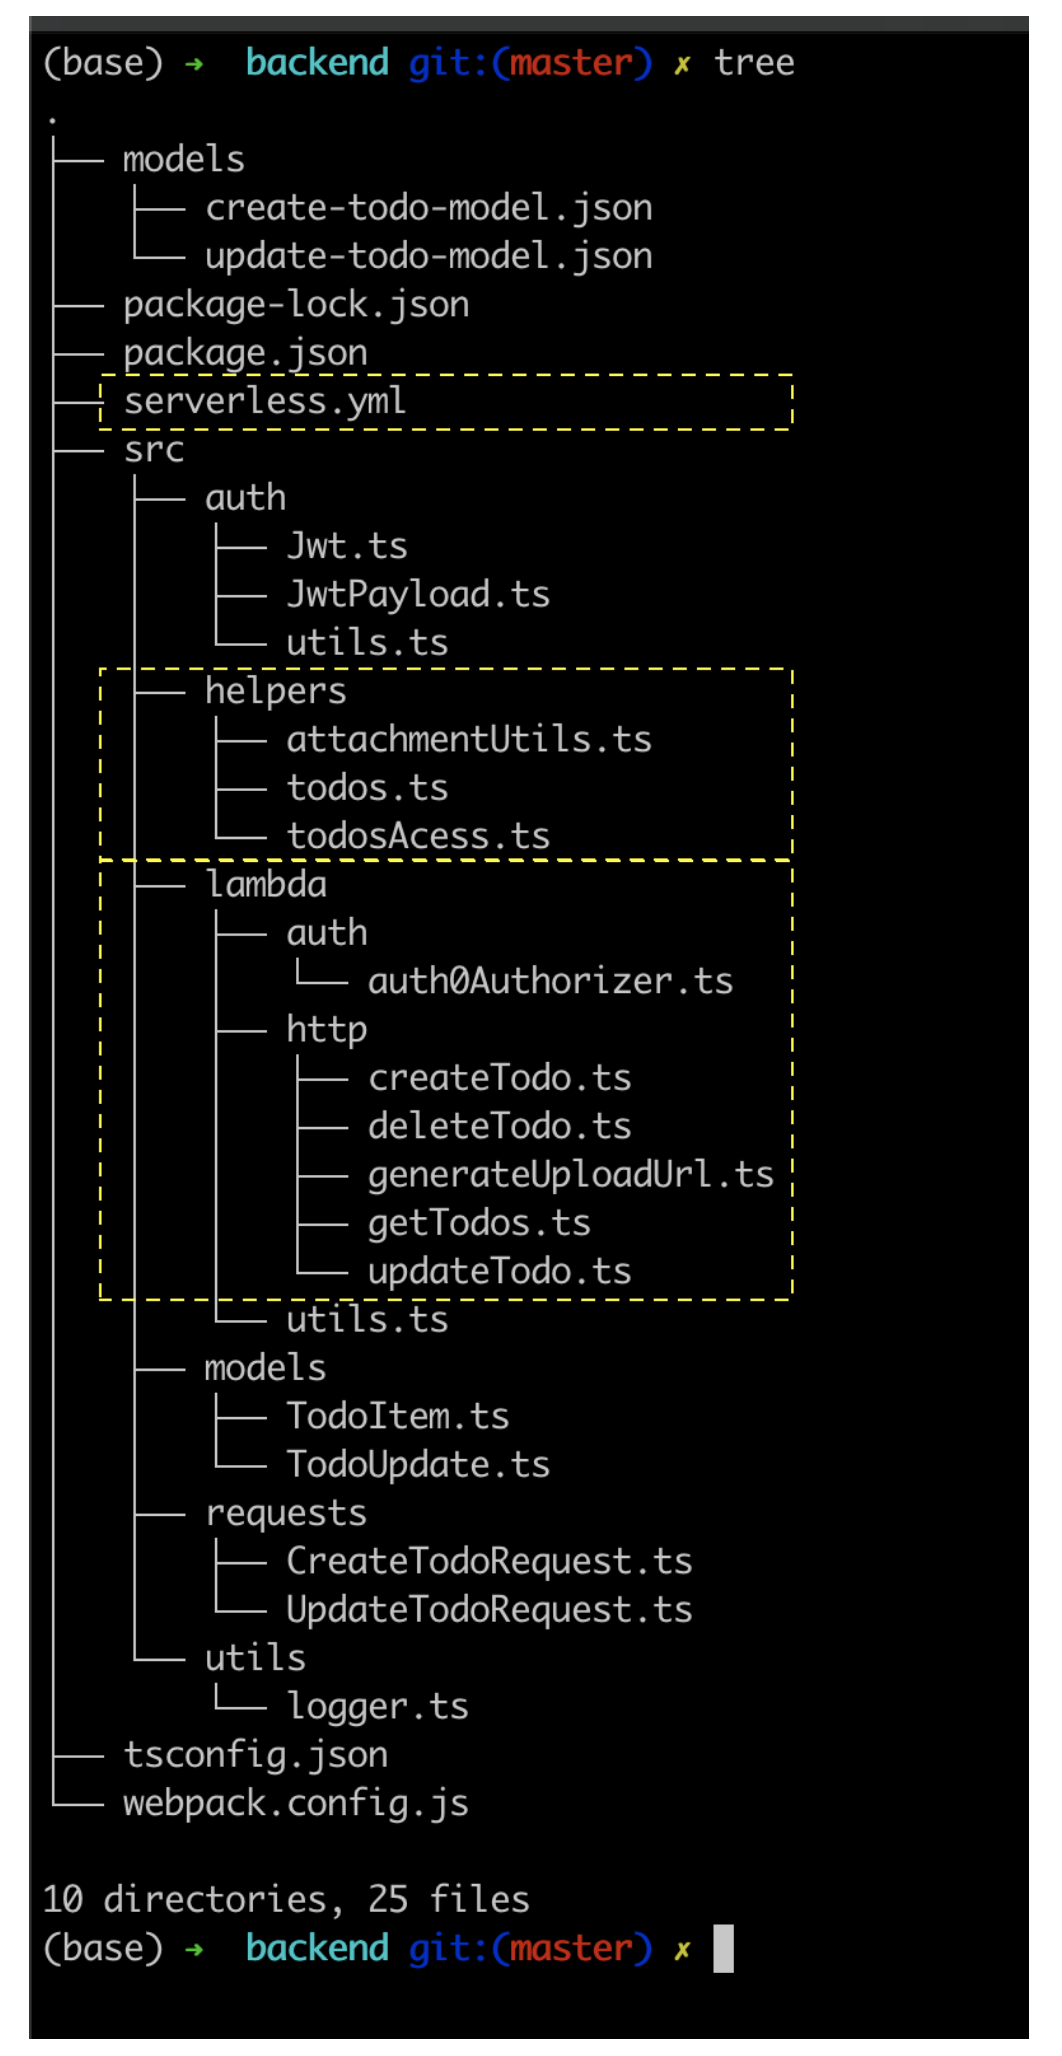 (base) ➜  backend git:(master) ✗ tree
.
├── models
│   ├── create-todo-model.json
│   └── update-todo-model.json
├── package-lock.json
├── package.json
├── serverless.yml
├── src
│   ├── auth
│   │   ├── Jwt.ts
│   │   ├── JwtPayload.ts
│   │   └── utils.ts
│   ├── helpers
│   │   ├── attachmentUtils.ts
│   │   ├── todos.ts
│   │   └── todosAcess.ts
│   ├── lambda
│   │   ├── auth
│   │   │   └── auth0Authorizer.ts
│   │   ├── http
│   │   │   ├── createTodo.ts
│   │   │   ├── deleteTodo.ts
│   │   │   ├── generateUploadUrl.ts
│   │   │   ├── getTodos.ts
│   │   │   └── updateTodo.ts
│   │   └── utils.ts
│   ├── models
│   │   ├── TodoItem.ts
│   │   └── TodoUpdate.ts
│   ├── requests
│   │   ├── CreateTodoRequest.ts
│   │   └── UpdateTodoRequest.ts
│   └── utils
│       └── logger.ts
├── tsconfig.json
└── webpack.config.js
10 directories, 25 files
(base) ➜  backend git:(master) ✗